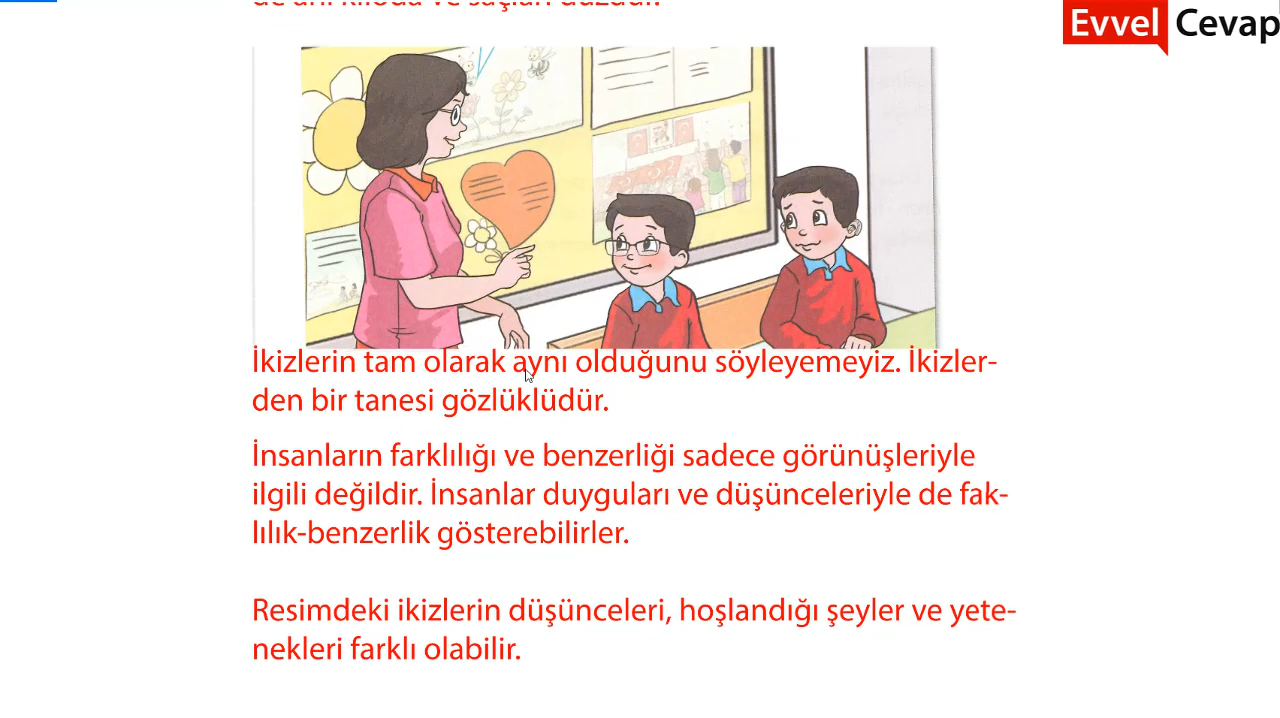 Evvel Cevap
de ve
İkizlerin tam olarak aynı olduğunu söyleyemeyiz. İkizler-
den bir tanesi gözlüklüdür.
İnsanların farklılığı ve benzerliği sadece görünüşleriyle
ilgili değildir. İnsanlar duyguları ve düşünceleriyle de fak-
lılık-benzerlik gösterebilirler.
Resimdeki ikizlerin düşünceleri, hoşlandığı şeyler ve yete-
nekleri farklı olabilir.